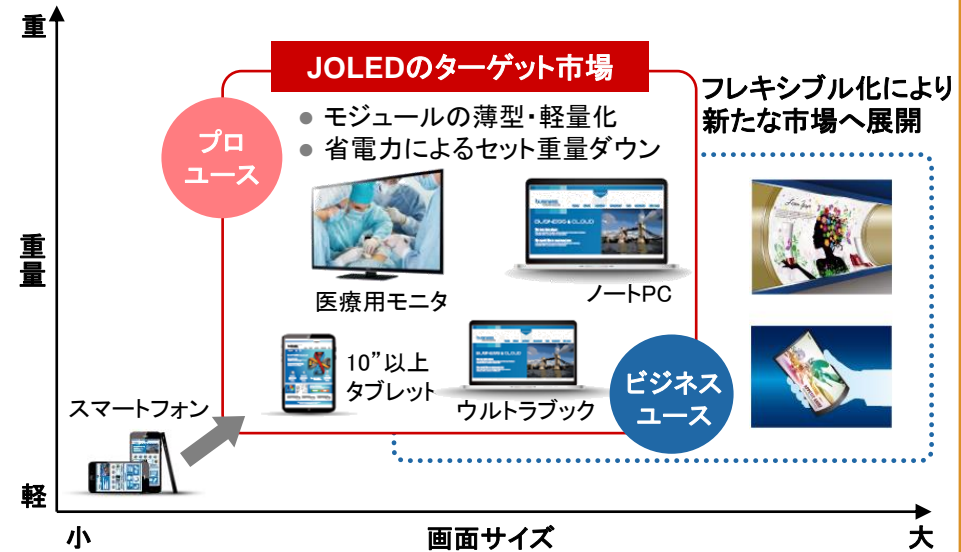 重
JOLEDのターゲット市場
フレキシブル化により
新たな市場へ展開
プロ
ユース
● モジュールの薄型・軽量化
● 省電力によるセット重量ダウン
重量
BUSINESS & CLOUD
医療用モニタ
ノートPC
10”以上
タブレット
BUSINESS & CLOUD
ウルトラブック
ビジネス
ユース
スマートフォン
軽
小
画面サイズ
大